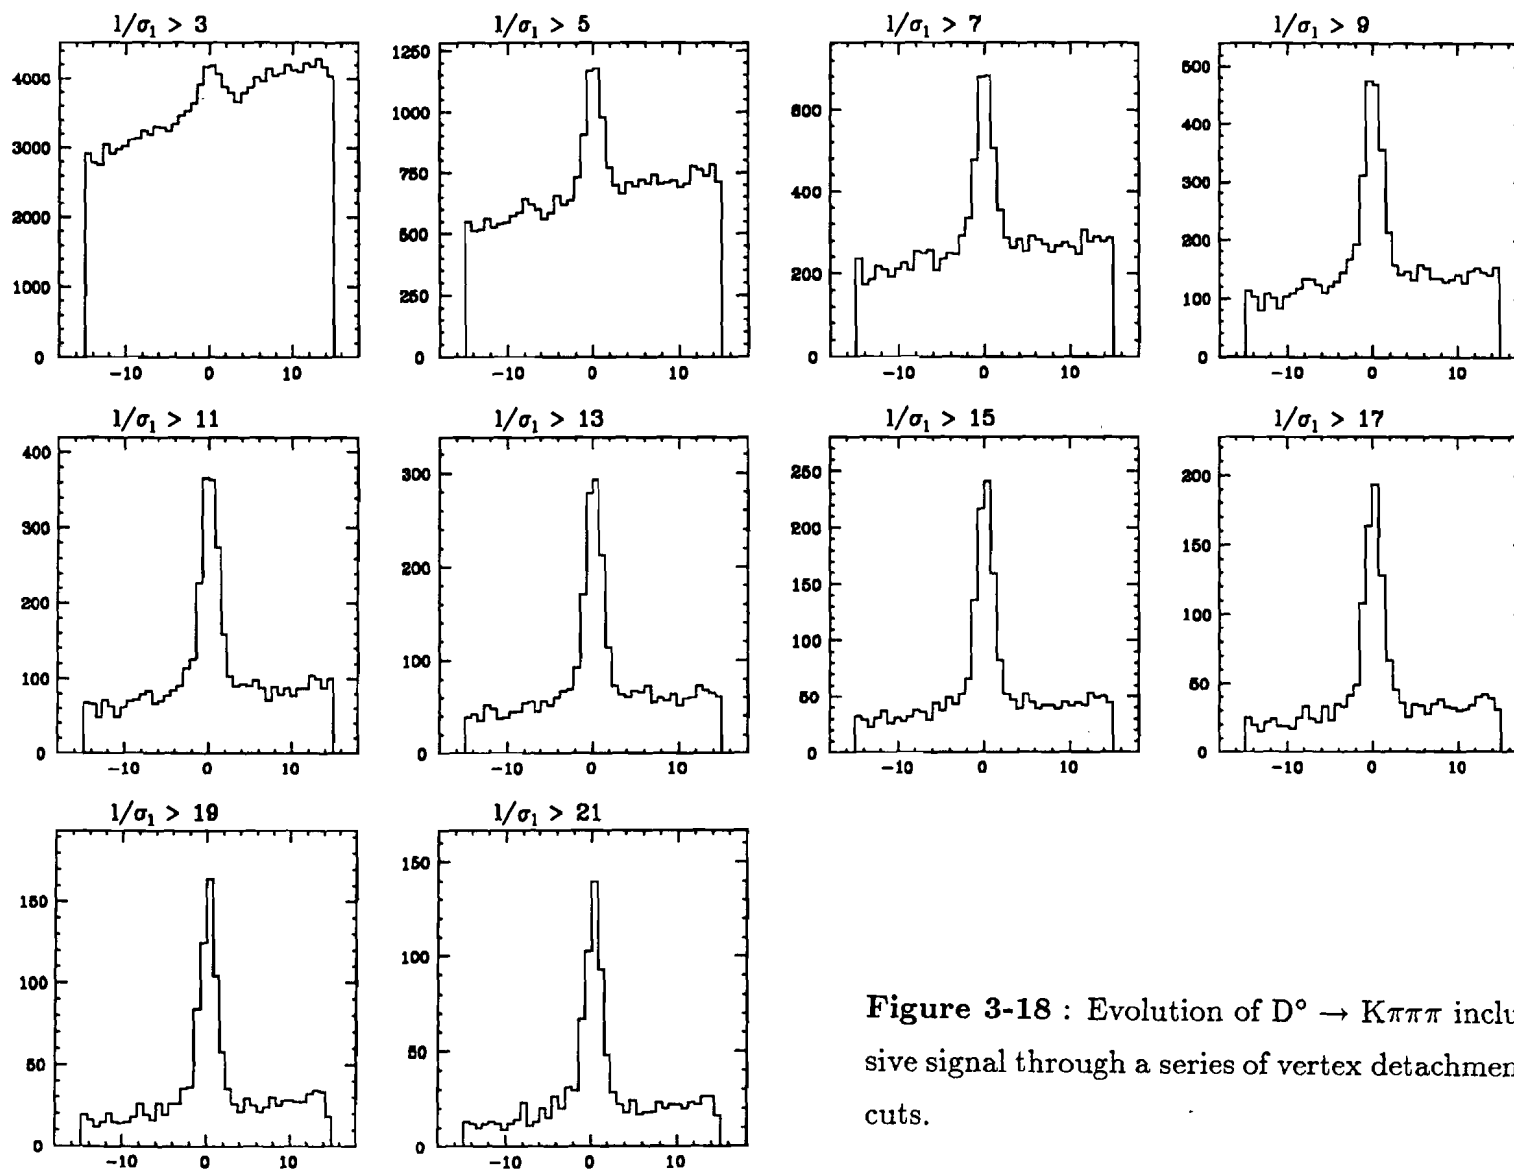 l/σ₁ > 3
l/σ₁ > 5
l/σ₁ > 7
l/σ₁ > 9
4000
3000
2000
1000
0
-10 0 10
1250
1000
750
500
250
0
-10 0 10
600
400
200
0
-10 0 10
500
400
300
200
100
0
-10 0 10
l/σ₁ > 11
l/σ₁ > 13
l/σ₁ > 15
l/σ₁ > 17
400
300
200
100
0
-10 0 10
300
200
100
0
-10 0 10
250
200
150
100
50
0
-10 0 10
200
150
100
50
0
-10 0 10
l/σ₁ > 19
l/σ₁ > 21
150
100
50
0
-10 0 10
150
100
50
0
-10 0 10
Figure 3-18 : Evolution of D° → Kπππ inclu
sive signal through a series of vertex detachmen
cuts.